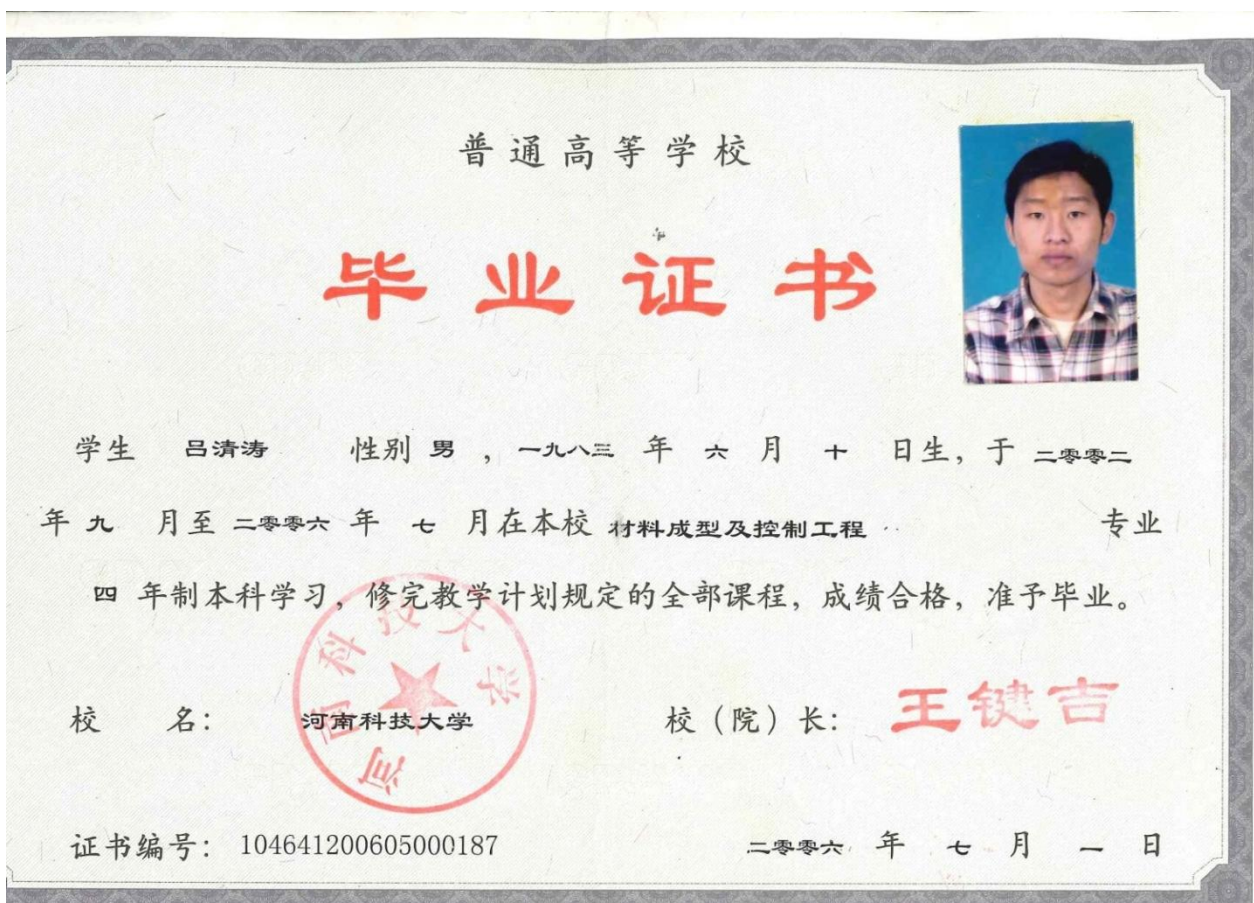 普通高等学校
毕业证书
学生 吕清涛 性别 男 ，一九八三 年 六 月 十 日生，于 二零零二
年 九 月至 二零零六 年 七 月在本校 材料成型及控制工程 专业
四 年制本科学习，修完教学计划规定的全部课程，成绩合格，准予毕业。
河南科技大学
校 名： 河南科技大学 校（院）长： 王键吉
证书编号：104641200605000187 二零零六 年 七 月 一 日